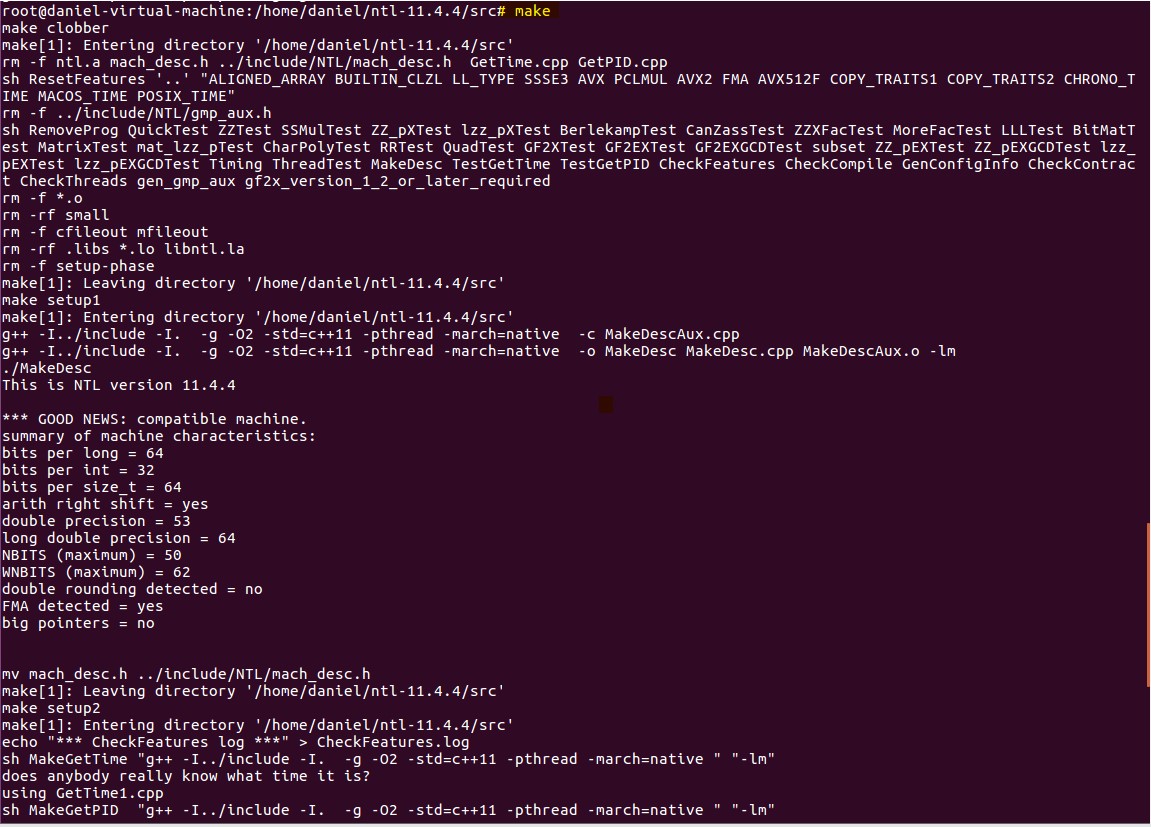 root@daniel-virtual-machine:/home/daniel/ntl-11.4.4/src# make
make clobber
make[1]: Entering directory '/home/daniel/ntl-11.4.4/src'
rm -f ntl.a mach_desc.h ../include/NTL/mach_desc.h  GetTime.cpp GetPID.cpp
sh ResetFeatures '..' "ALIGNED_ARRAY BUILTIN_CLZL LL_TYPE SSSE3 AVX PCLMUL AVX2 FMA AVX512F COPY_TRAITS1 COPY_TRAITS2 CHRONO_T
IME MACOS_TIME POSIX_TIME"
rm -f ../include/NTL/gmp_aux.h
sh RemoveProg QuickTest ZZTest SSMulTest ZZ_pXTest lzz_pXTest BerlekampTest CanZassTest ZZXFacTest MoreFacTest LLLTest BitMatT
est MatrixTest mat_lzz_pTest CharPolyTest RRTest QuadTest GF2XTest GF2EXTest GF2EXGCDTest subset ZZ_pEXTest ZZ_pEXGCDTest lzz_
pEXTest lzz_pEXGCDTest Timing ThreadTest MakeDesc TestGetTime TestGetPID CheckFeatures CheckCompile GenConfigInfo CheckContrac
t CheckThreads gen_gmp_aux gf2x_version_1_2_or_later_required
rm -f *.o
rm -rf small
rm -f cfileout mfileout
rm -rf .libs *.lo libntl.la
rm -f setup-phase
make[1]: Leaving directory '/home/daniel/ntl-11.4.4/src'
make setup1
make[1]: Entering directory '/home/daniel/ntl-11.4.4/src'
g++ -I../include -I.  -g -O2 -std=c++11 -pthread -march=native  -c MakeDescAux.cpp
g++ -I../include -I.  -g -O2 -std=c++11 -pthread -march=native  -o MakeDesc MakeDesc.cpp MakeDescAux.o -lm
./MakeDesc
This is NTL version 11.4.4
*** GOOD NEWS: compatible machine.
summary of machine characteristics:
bits per long = 64
bits per int = 32
bits per size_t = 64
arith right shift = yes
double precision = 53
long double precision = 64
NBITS (maximum) = 50
WNBITS (maximum) = 62
double rounding detected = no
FMA detected = yes
big pointers = no
mv mach_desc.h ../include/NTL/mach_desc.h
make[1]: Leaving directory '/home/daniel/ntl-11.4.4/src'
make setup2
make[1]: Entering directory '/home/daniel/ntl-11.4.4/src'
echo "*** CheckFeatures log ***" > CheckFeatures.log
sh MakeGetTime "g++ -I../include -I.  -g -O2 -std=c++11 -pthread -march=native " "-lm"
does anybody really know what time it is?
using GetTime1.cpp
sh MakeGetPID  "g++ -I../include -I.  -g -O2 -std=c++11 -pthread -march=native " "-lm"